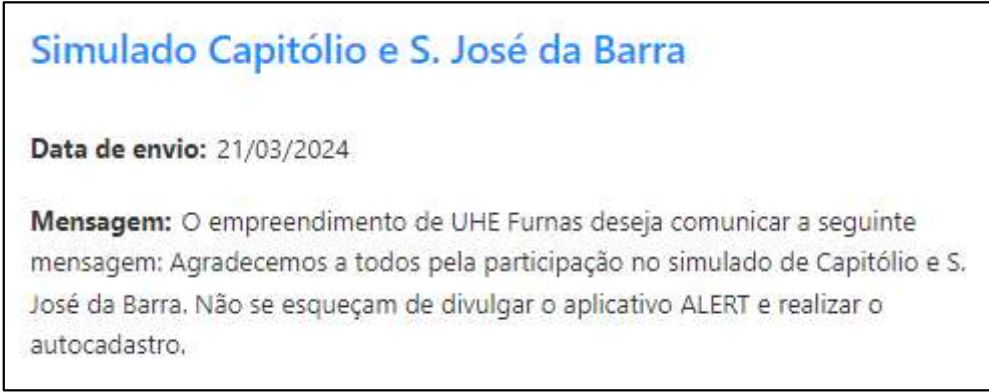 Simulado Capitólio e S. José da Barra
Data de envio: 21/03/2024
Mensagem: O empreendimento de UHE Furnas deseja comunicar a seguinte
mensagem: Agradecemos a todos pela participação no simulado de Capitólio e S.
José da Barra. Não se esqueçam de divulgar o aplicativo ALERT e realizar o
autocadastro.